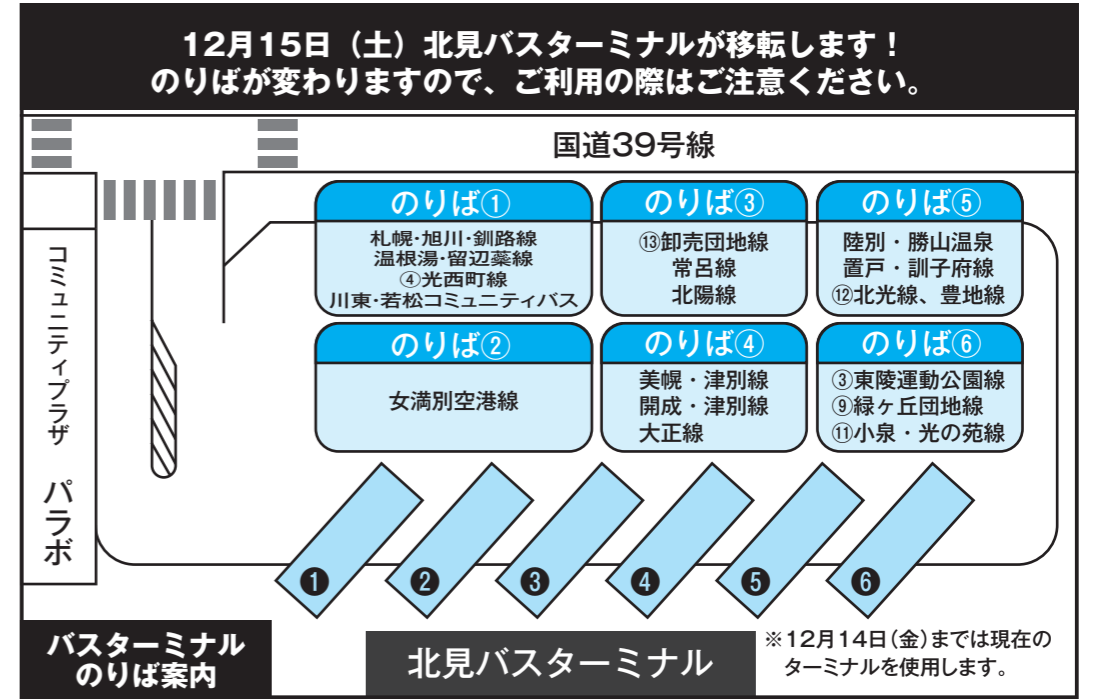 12月15日（土）北見バスターミナルが移転します！
のりばが変わりますので、ご利用の際はご注意ください。
国道39号線
コミュニティプラザ パラボ
のりば①
札幌･旭川･釧路線
温根湯･留辺蘂線
④光西町線
川東･若松コミュニティバス
のりば③
⑬卸売団地線
常呂線
北陽線
のりば⑤
陸別・勝山温泉
置戸・訓子府線
⑫北光線、豊地線
のりば②
女満別空港線
のりば④
美幌・津別線
開成・津別線
大正線
のりば⑥
③東陵運動公園線
⑨緑ヶ丘団地線
⑪小泉・光の苑線
❶
❷
❸
❹
❺
❻
バスターミナル
のりば案内
北見バスターミナル
※12月14日(金)までは現在の
ターミナルを使用します。